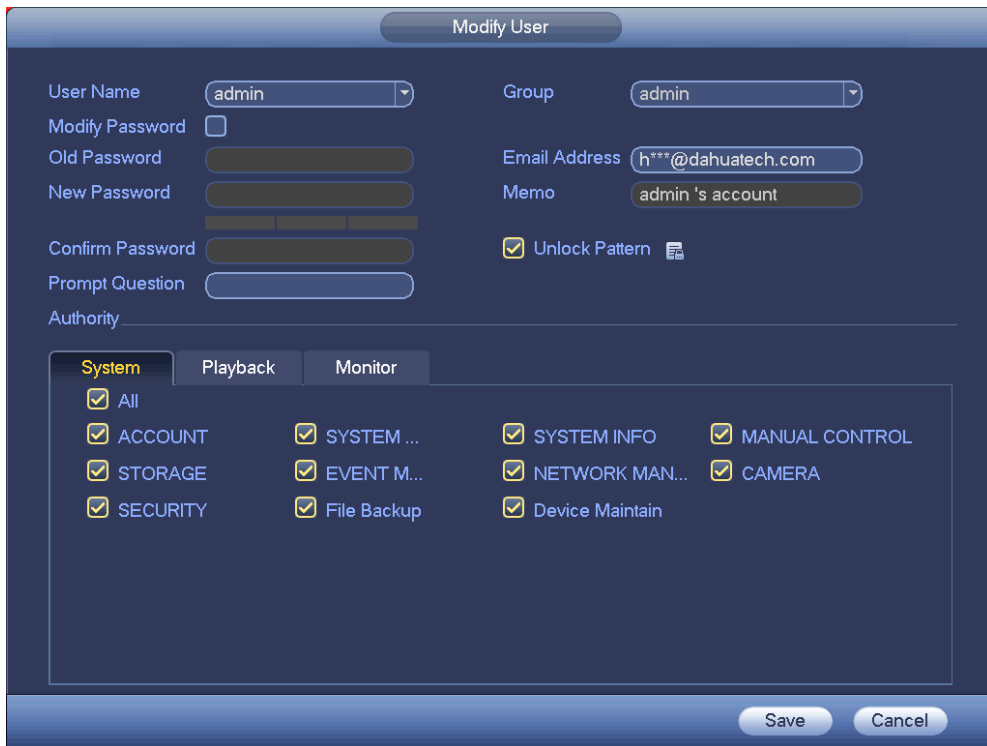 Modify User
User Name admin Group admin
Modify Password
Old Password Email Address h***@dahuatech.com
New Password Memo admin 's account
Confirm Password Unlock Pattern
Prompt Question
Authority
System Playback Monitor
All
ACCOUNT SYSTEM ... SYSTEM INFO MANUAL CONTROL
STORAGE EVENT M... NETWORK MAN... CAMERA
SECURITY File Backup Device Maintain
Save Cancel